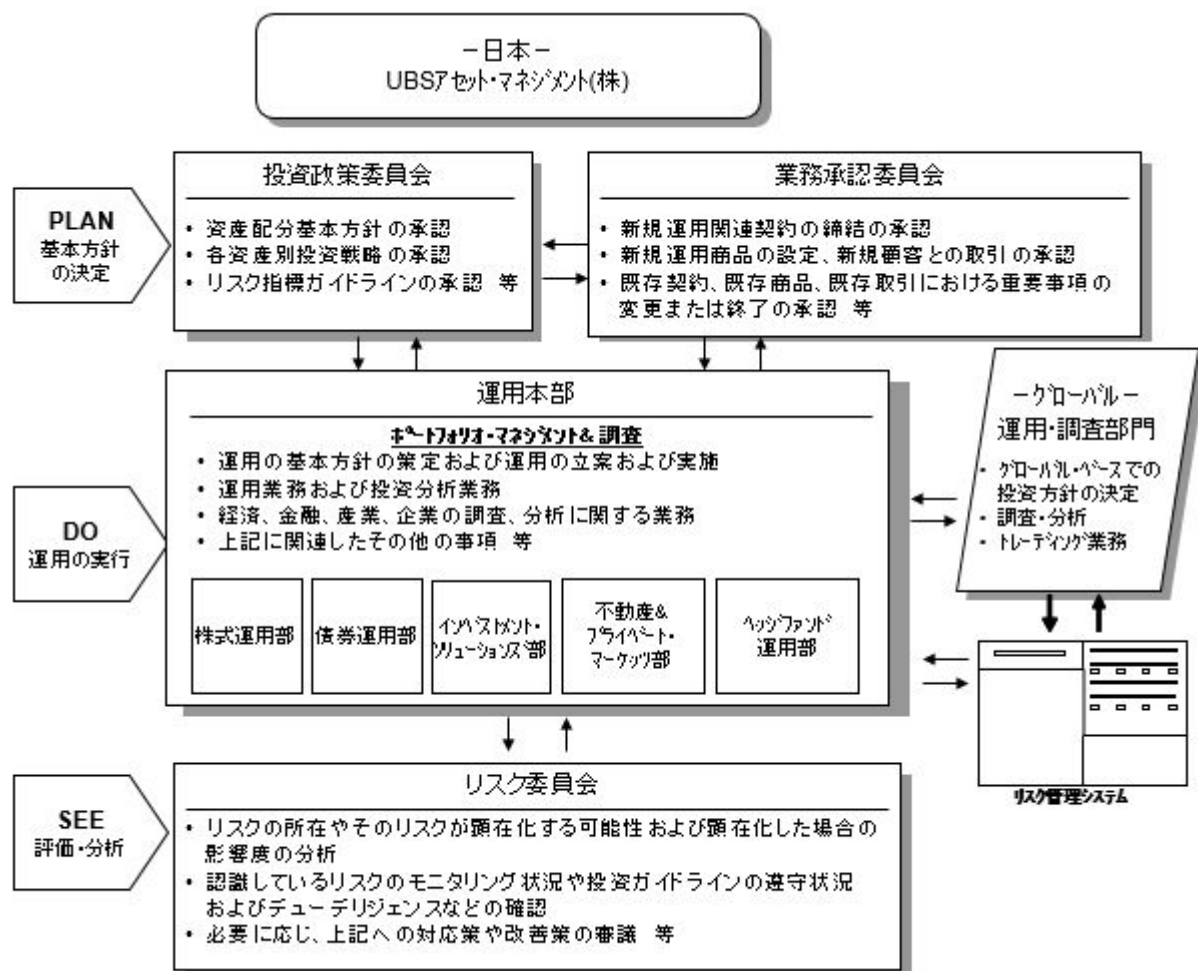 －日本－
UBSアセット・マネジメント(株)
投資政策委員会
・ 資産配分基本方針の承認
・ 各資産別投資戦略の承認
・ リスク指標ガイドラインの承認 等
業務承認委員会
・ 新規運用関連契約の締結の承認
・ 新規運用商品の設定、新規顧客との取引の承認
・ 既存契約、既存商品、既存取引における重要事項の
変更または終了の承認 等
PLAN
基本方針
の決定
運用本部
ポートフォリオ・マネジメント&調査
・ 運用の基本方針の策定および運用の立案および実施
・ 運用業務および投資分析業務
・ 経済、金融、産業、企業の調査、分析に関する業務
・ 上記に関連したその他の事項 等
株式運用部
債券運用部
インベストメント・
ソリューションズ部
不動産&
プライベート・
マーケッツ部
ヘッジファンド
運用部
DO
運用の実行
－グローバル－
運用・調査部門
・ グローバル・ベースでの
投資方針の決定
・ 調査・分析
・ トレーディング業務
リスク管理システム
SEE
評価・分析
リスク委員会
・ リスクの所在やそのリスクが顕在化する可能性および顕在化した場合の
影響度の分析
・ 認識しているリスクのモニタリング状況や投資ガイドラインの遵守状況
およびデューデリジェンスなどの確認
・ 必要に応じ、上記への対応策や改善策の審議 等